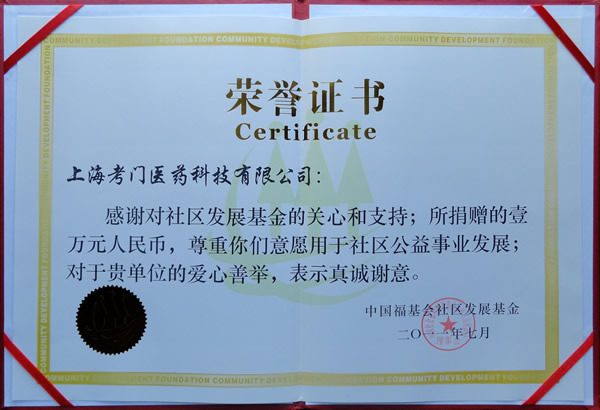 COMMUNITY DEVELOPMENT FOUNDATION COMMUNITY DEVELOPMENT FOUNDATION
荣誉证书
Certificate
上海考门医药科技有限公司：
感谢对社区发展基金的关心和支持；所捐赠的壹
万元人民币，尊重你们意愿用于社区公益事业发展；
对于贵单位的爱心善举，表示真诚谢意。
中国福基会社区发展基金
二〇一一年七月